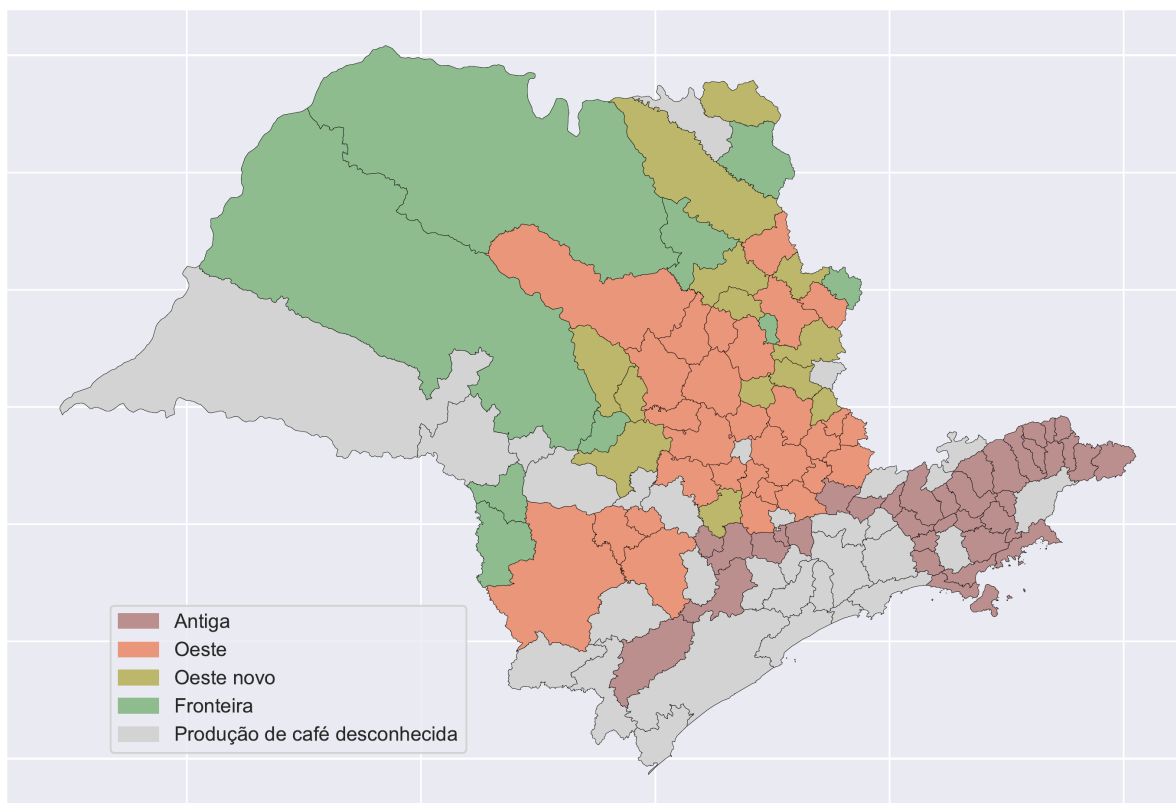 Antiga
Oeste
Oeste novo
Fronteira
Produção de café desconhecida